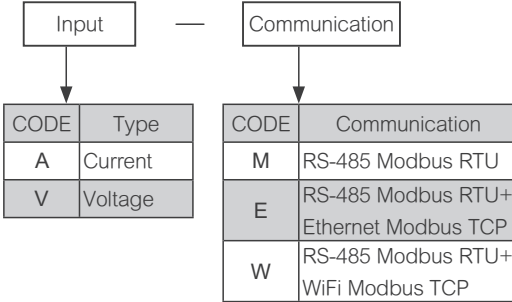 Input — Communication
CODE Type
A Current
V Voltage
CODE Communication
M RS-485 Modbus RTU
E RS-485 Modbus RTU+
Ethernet Modbus TCP
W RS-485 Modbus RTU+
WiFi Modbus TCP